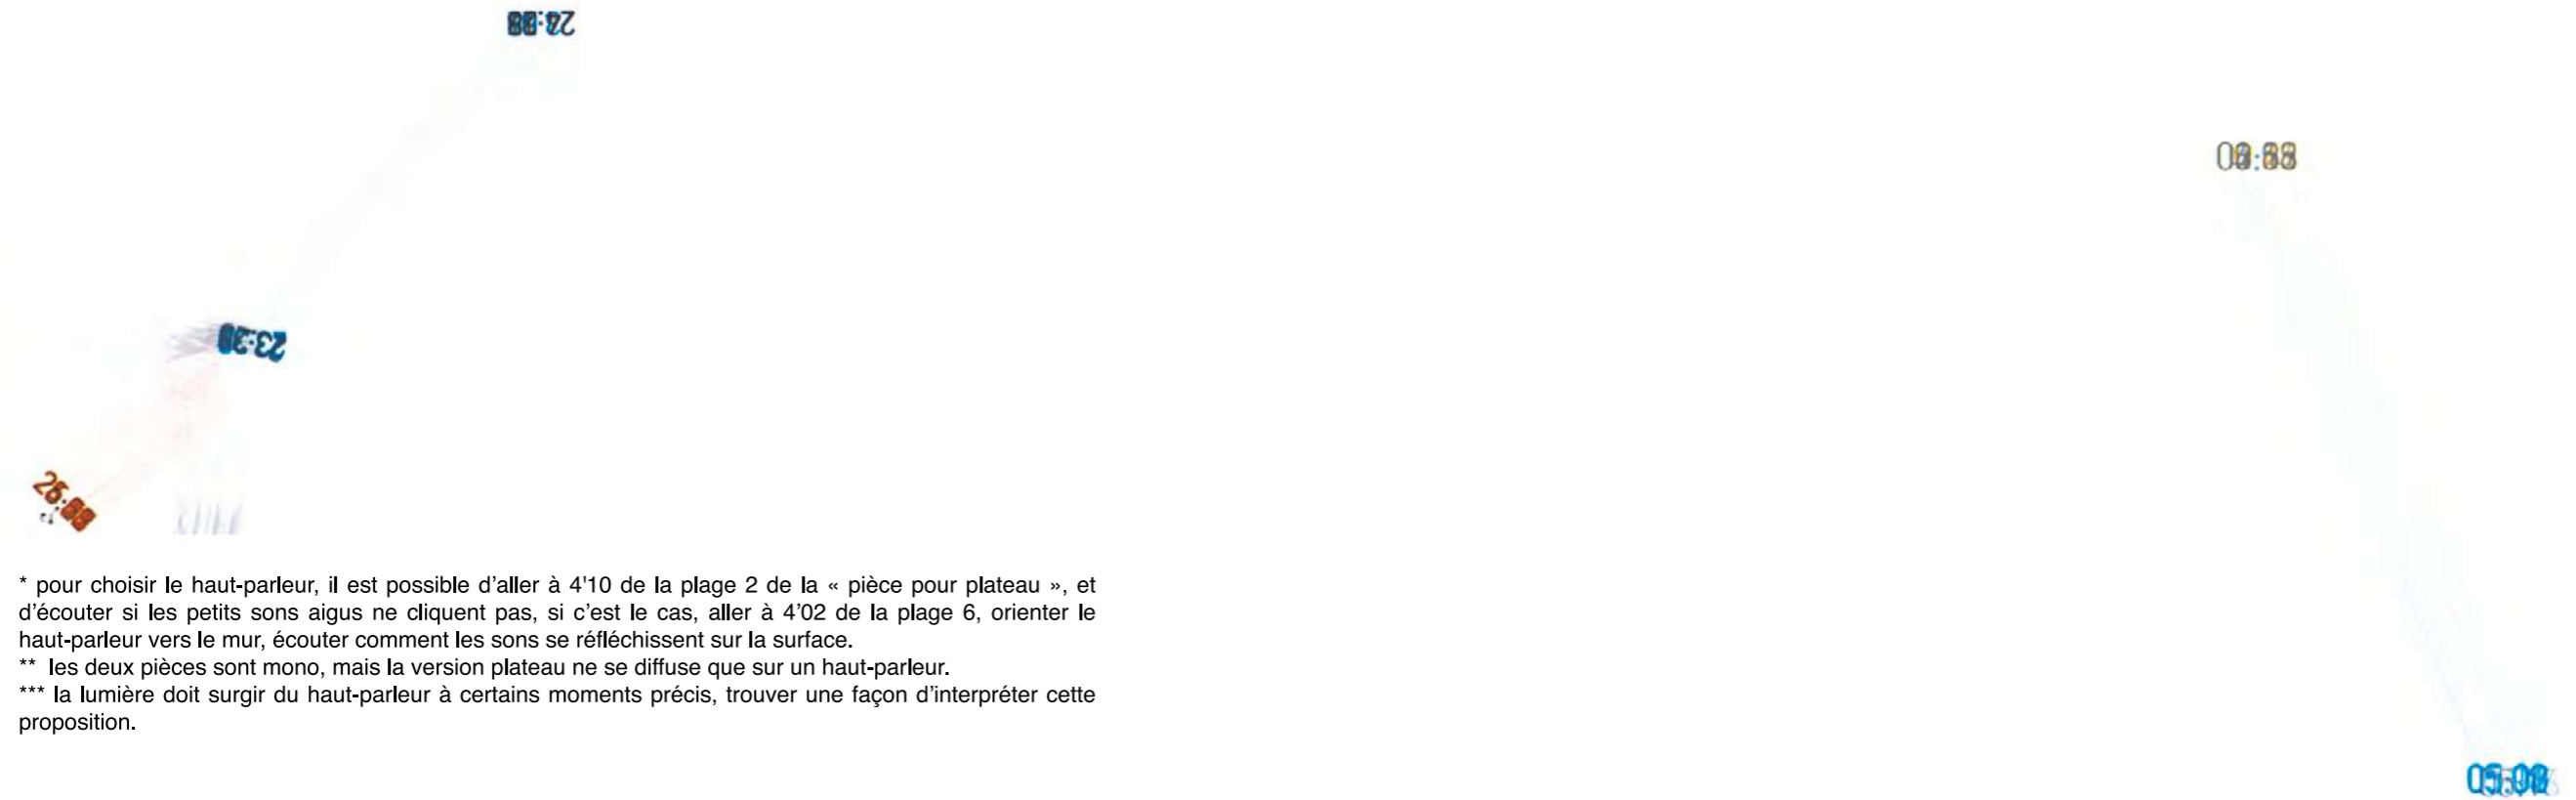 * pour choisir le haut-parleur, il est possible d’aller à 4'10 de la plage 2 de la « pièce pour plateau », et
d’écouter si les petits sons aigus ne cliquent pas, si c’est le cas, aller à 4’02 de la plage 6, orienter le
haut-parleur vers le mur, écouter comment les sons se réfléchissent sur la surface.
** les deux pièces sont mono, mais la version plateau ne se diffuse que sur un haut-parleur.
*** la lumière doit surgir du haut-parleur à certains moments précis, trouver une façon d’interpréter cette
proposition.